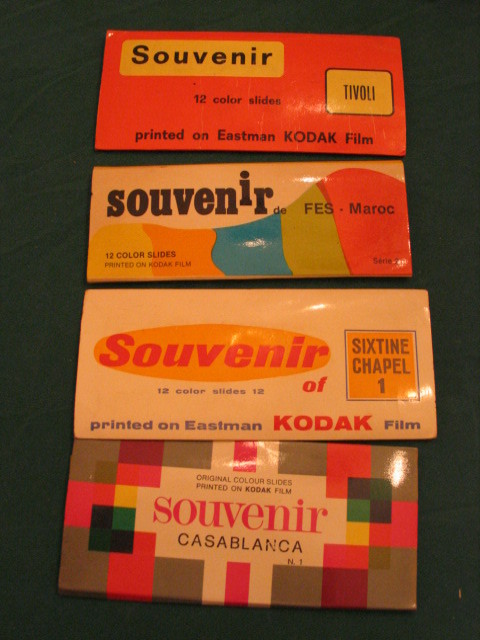 Souvenir
12 color slides
TIVOLI
printed on Eastman KODAK Film
souvenir
de FES - Maroc
12 COLOR SLIDES
PRINTED ON KODAK FILM
Série
Souvenir
of
SIXTINE
CHAPEL
1
12 color slides 12
printed on Eastman KODAK Film
ORIGINAL COLOUR SLIDES
PRINTED ON KODAK FILM
souvenir
CASABLANCA
N. 1